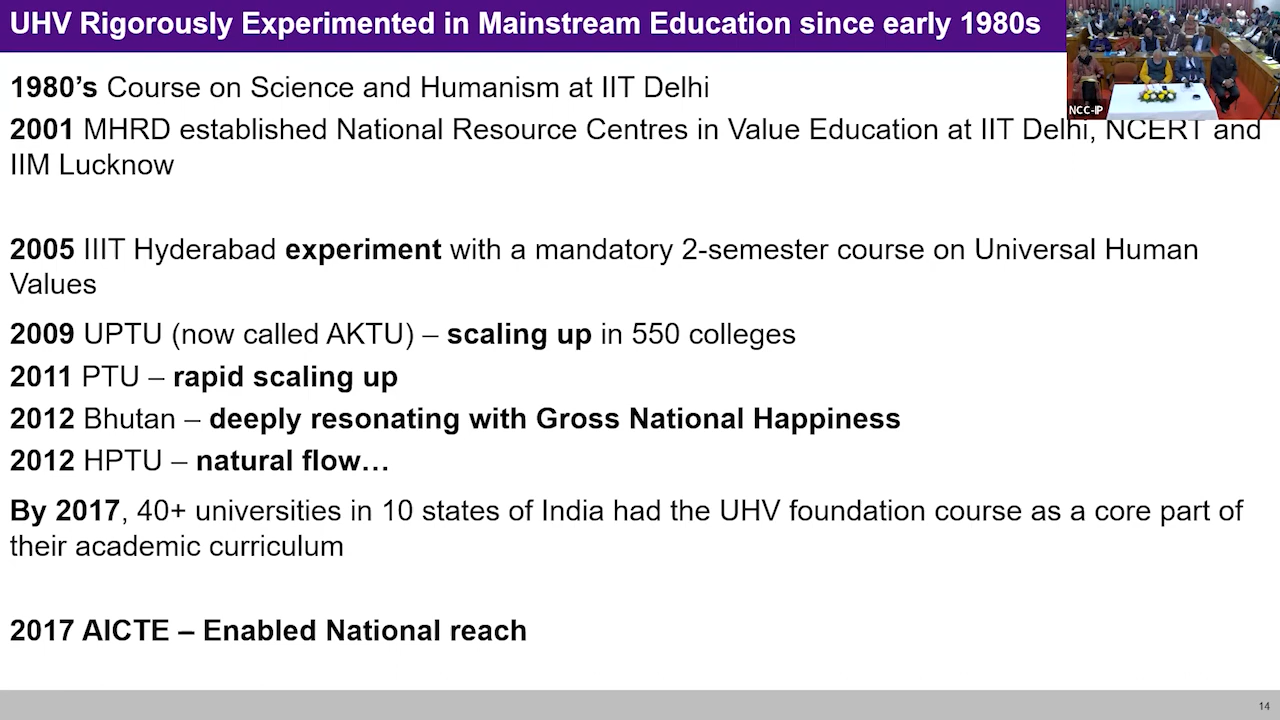 UHV Rigorously Experimented in Mainstream Education since early 1980s
NCC-IP
1980’s Course on Science and Humanism at IIT Delhi
2001 MHRD established National Resource Centres in Value Education at IIT Delhi, NCERT and
IIM Lucknow
2005 IIIT Hyderabad experiment with a mandatory 2-semester course on Universal Human
Values
2009 UPTU (now called AKTU) – scaling up in 550 colleges
2011 PTU – rapid scaling up
2012 Bhutan – deeply resonating with Gross National Happiness
2012 HPTU – natural flow…
By 2017, 40+ universities in 10 states of India had the UHV foundation course as a core part of
their academic curriculum
2017 AICTE – Enabled National reach
14